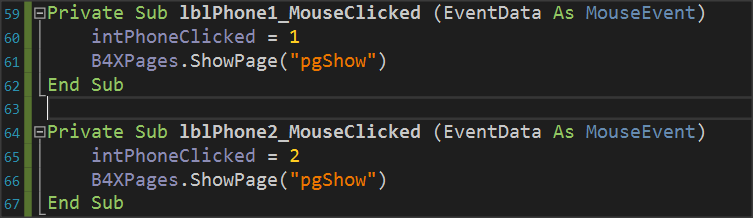 59 Private Sub lblPhone1_MouseClicked (EventData As MouseEvent)
60 intPhoneClicked = 1
61 B4XPages.ShowPage("pgShow")
62 End Sub
63
64 Private Sub lblPhone2_MouseClicked (EventData As MouseEvent)
65 intPhoneClicked = 2
66 B4XPages.ShowPage("pgShow")
67 End Sub